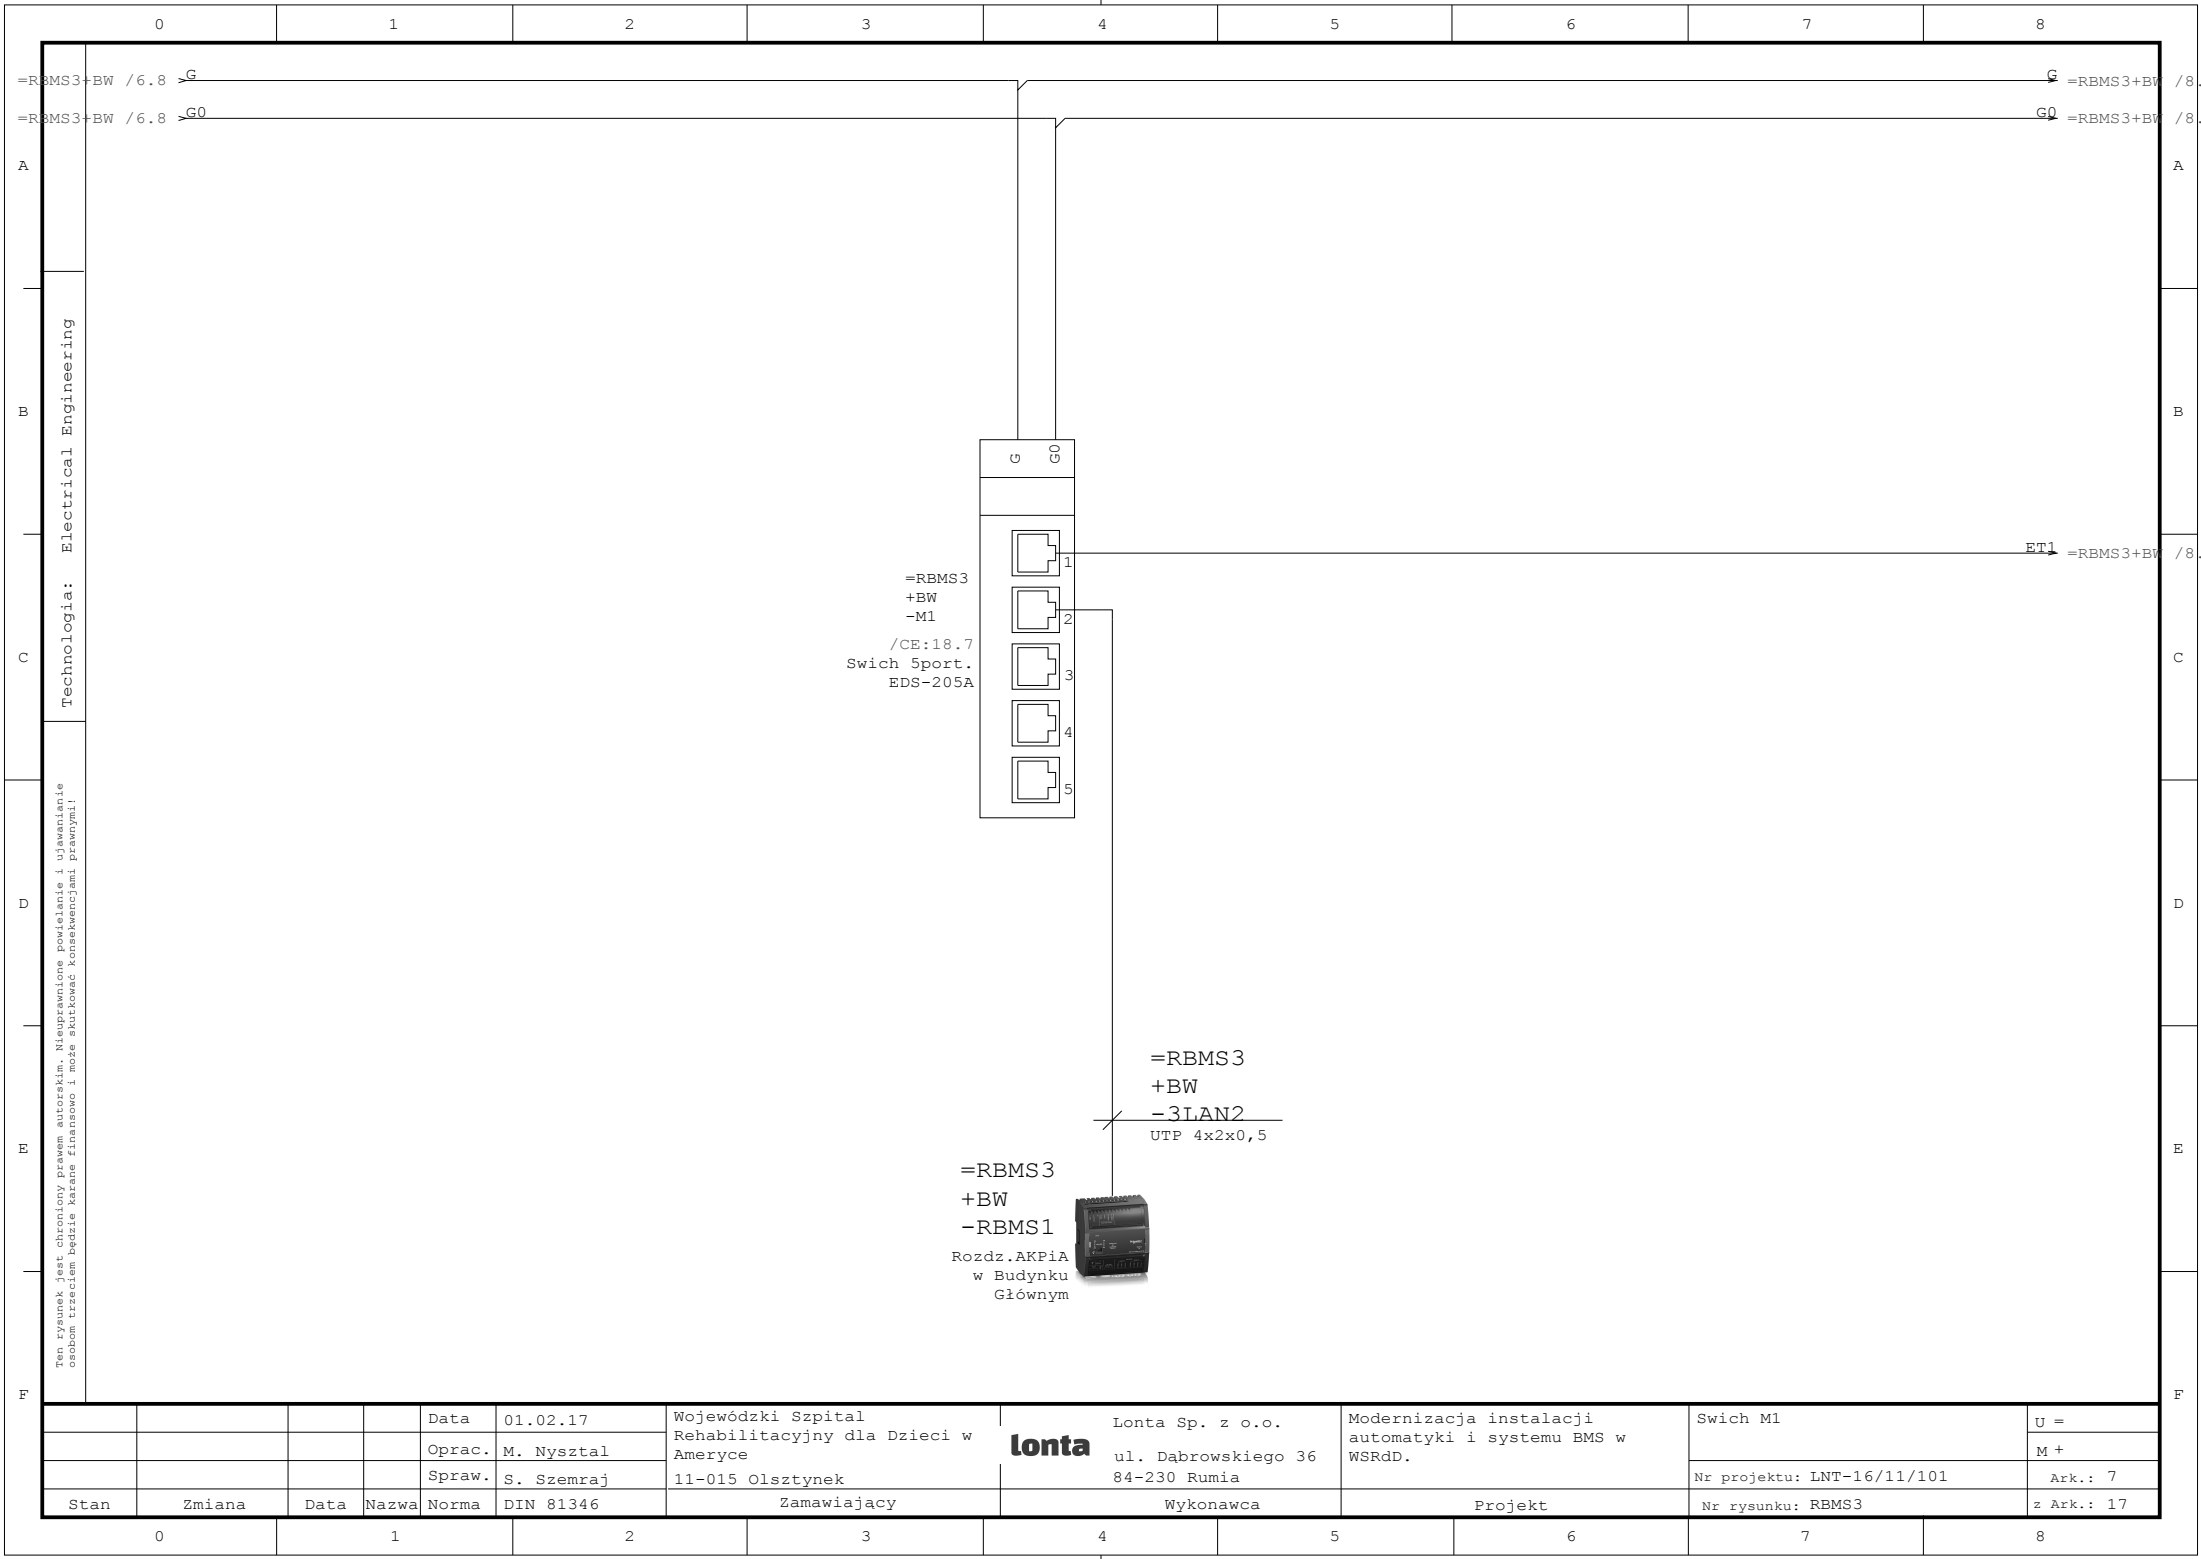 0 1 2 3 4 5 6 7 8
=RBMS3+BW /6.8 G
G =RBMS3+BW /8.
=RBMS3+BW /6.8 G0
G0 =RBMS3+BW /8.
A A
B B
C C
D D
E E
F F
Technologia: Electrical Engineering
Ten rysunek jest chroniony prawem autorskim. Nieuprawnione powielanie i ujawanianie
osobom trzeciem będzie karane finansowo i może skutkować konsekwencjami prawnymi!
G G0
1
2
3
4
5
ET1 =RBMS3+BW /8.
=RBMS3
+BW
-M1
/CE:18.7
Swich 5port.
EDS-205A
=RBMS3
+BW
-3LAN2
UTP 4x2x0,5
=RBMS3
+BW
-RBMS1
Rozdz.AKPiA
w Budynku
Głównym
Data 01.02.17
Oprac. M. Nysztal
Spraw. S. Szemraj
Stan Zmiana Data Nazwa Norma DIN 81346
Wojewódzki Szpital
Rehabilitacyjny dla Dzieci w
Ameryce
11-015 Olsztynek
Zamawiający
lonta
Lonta Sp. z o.o.
ul. Dąbrowskiego 36
84-230 Rumia
Wykonawca
Modernizacja instalacji
automatyki i systemu BMS w
WSRdD.
Projekt
Swich M1
Nr projektu: LNT-16/11/101
Nr rysunku: RBMS3
U =
M +
Ark.: 7
z Ark.: 17
0 1 2 3 4 5 6 7 8